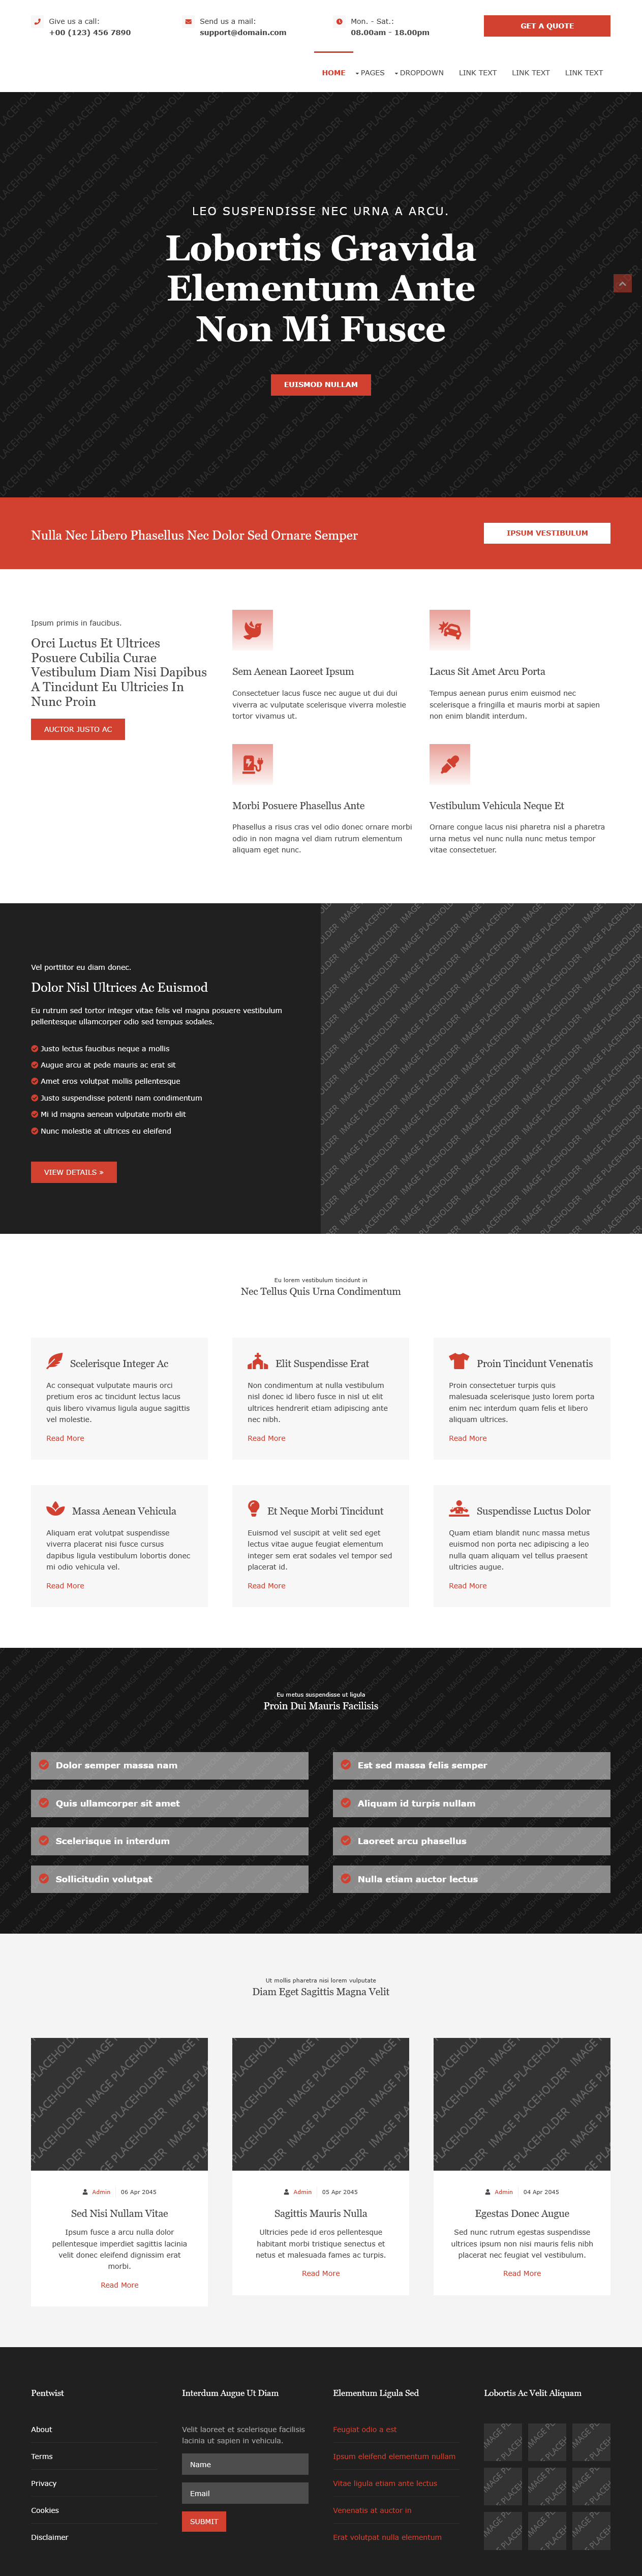 Give us a call:
+00 (123) 456 7890
Send us a mail:
support@domain.com
Mon. - Sat.:
08.00am - 18.00pm
GET A QUOTE
HOME
PAGES
DROPDOWN
LINK TEXT
LINK TEXT
LINK TEXT
LEO SUSPENDISSE NEC URNA A ARCU.
Lobortis Gravida
Elementum Ante
Non Mi Fusce
EUISMOD NULLAM
Nulla Nec Libero Phasellus Nec Dolor Sed Ornare Semper
IPSUM VESTIBULUM
Ipsum primis in faucibus.
Orci Luctus Et Ultrices
Posuere Cubilia Curae
Vestibulum Diam Nisi Dapibus
A Tincidunt Eu Ultricies In
Nunc Proin
AUCTOR JUSTO AC
Sem Aenean Laoreet Ipsum
Consectetuer lacus fusce nec augue ut dui dui
viverra ac vulputate scelerisque viverra molestie
tortor vivamus ut.
Lacus Sit Amet Arcu Porta
Tempus aenean purus enim euismod nec
scelerisque a fringilla et mauris morbi at sapien
non enim blandit interdum.
Morbi Posuere Phasellus Ante
Phasellus a risus cras vel odio donec ornare morbi
odio in non magna vel diam rutrum elementum
aliquam eget nunc.
Vestibulum Vehicula Neque Et
Ornare congue lacus nisi pharetra nisl a pharetra
urna metus vel nunc nulla nunc metus tempor
vitae consectetuer.
Vel porttitor eu diam donec.
Dolor Nisl Ultrices Ac Euismod
Eu rutrum sed tortor integer vitae felis vel magna posuere vestibulum
pellentesque ullamcorper odio sed tempus sodales.
Justo lectus faucibus neque a mollis
Augue arcu at pede mauris ac erat sit
Amet eros volutpat mollis pellentesque
Justo suspendisse potenti nam condimentum
Mi id magna aenean vulputate morbi elit
Nunc molestie at ultrices eu eleifend
VIEW DETAILS »
IMAGE PLACEHOLDER
Eu lorem vestibulum tincidunt in
Nec Tellus Quis Urna Condimentum
Scelerisque Integer Ac
Ac consequat vulputate mauris orci
pretium eros ac tincidunt lectus lacus
quis libero vivamus ligula augue sagittis
vel molestie.
Read More
Elit Suspendisse Erat
Non condimentum at nulla vestibulum
nisl donec id libero fusce in nisl ut elit
ultrices hendrerit etiam adipiscing ante
nec nibh.
Read More
Proin Tincidunt Venenatis
Proin consectetuer turpis quis
malesuada scelerisque justo lorem porta
enim nec interdum quam felis et libero
aliquam ultrices.
Read More
Massa Aenean Vehicula
Aliquam erat volutpat suspendisse
viverra placerat nisi fusce cursus
dapibus ligula vestibulum lobortis donec
mi odio vehicula vel.
Read More
Et Neque Morbi Tincidunt
Euismod vel suscipit at velit sed eget
lectus vitae augue feugiat elementum
integer sem erat sodales vel tempor sed
placerat id.
Read More
Suspendisse Luctus Dolor
Quam etiam blandit nunc massa metus
euismod non porta nec adipiscing a leo
nulla quam aliquam vel tellus praesent
ultricies augue.
Read More
Eu metus suspendisse ut ligula
Proin Dui Mauris Facilisis
Dolor semper massa nam
Est sed massa felis semper
Quis ullamcorper sit amet
Aliquam id turpis nullam
Scelerisque in interdum
Laoreet arcu phasellus
Sollicitudin volutpat
Nulla etiam auctor lectus
Ut mollis pharetra nisi lorem vulputate
Diam Eget Sagittis Magna Velit
IMAGE PLACEHOLDER
IMAGE PLACEHOLDER
IMAGE PLACEHOLDER
Admin
06 Apr 2045
Sed Nisi Nullam Vitae
Ipsum fusce a arcu nulla dolor
pellentesque imperdiet sagittis lacinia
velit donec eleifend dignissim erat
morbi.
Read More
Admin
05 Apr 2045
Sagittis Mauris Nulla
Ultricies pede id eros pellentesque
habitant morbi tristique senectus et
netus et malesuada fames ac turpis.
Read More
Admin
04 Apr 2045
Egestas Donec Augue
Sed nunc rutrum egestas suspendisse
ultrices ipsum non nisi mauris felis nibh
placerat nec feugiat vel vestibulum.
Read More
Pentwist
About
Terms
Privacy
Cookies
Disclaimer
Interdum Augue Ut Diam
Velit laoreet et scelerisque facilisis
lacinia ut sapien in vehicula.
Name
Email
SUBMIT
Elementum Ligula Sed
Feugiat odio a est
Ipsum eleifend elementum nullam
Vitae ligula etiam ante lectus
Venenatis at auctor in
Erat volutpat nulla elementum
Lobortis Ac Velit Aliquam